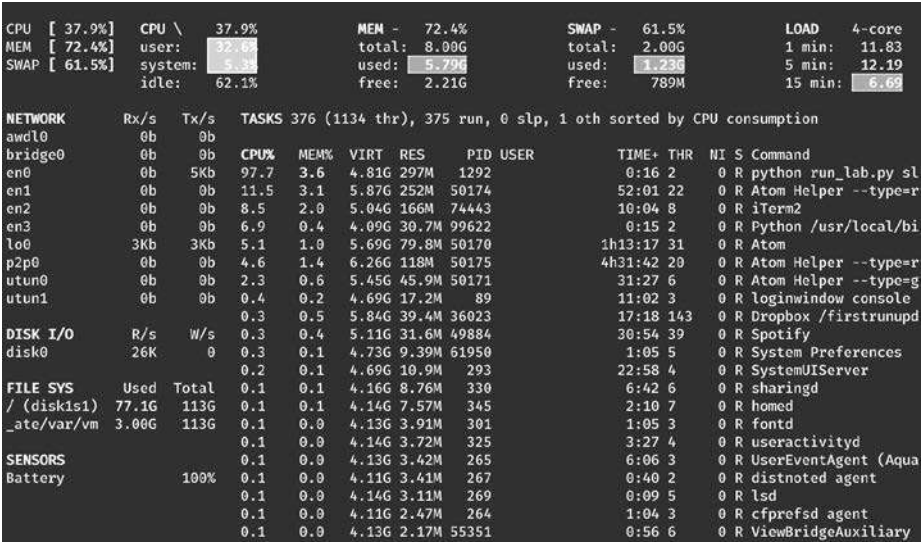 CPU [ 37.9%] CPU \ 37.9% MEM - 72.4% SWAP - 61.5% LOAD 4-core
MEM [ 72.4%] user: 32.6% total: 8.00G total: 2.00G 1 min: 11.83
SWAP [ 61.5%] system: 5.3% used: 5.79G used: 1.23G 5 min: 12.19
idle: 62.1% free: 2.21G free: 789M 15 min: 6.69
NETWORK Rx/s Tx/s TASKS 376 (1134 thr), 375 run, 0 slp, 1 oth sorted by CPU consumption
awdl0 0b 0b
bridge0 0b 0b CPU% MEM% VIRT RES PID USER TIME+ THR NI S Command
en0 0b 5Kb 97.7 3.6 4.81G 297M 1292 0:16 2 0 R python run_lab.py sl
en1 0b 0b 11.5 3.1 5.87G 252M 50174 52:01 22 0 R Atom Helper --type=r
en2 0b 0b 8.5 2.0 5.04G 166M 74443 10:04 8 0 R iTerm2
en3 0b 0b 6.9 0.4 4.09G 30.7M 99622 0:15 2 0 R Python /usr/local/bi
lo0 3Kb 3Kb 5.1 1.0 5.69G 79.8M 50170 1h13:17 31 0 R Atom
p2p0 0b 0b 4.6 1.4 6.26G 118M 50175 4h31:42 20 0 R Atom Helper --type=r
utun0 0b 0b 2.3 0.6 5.45G 45.9M 50171 31:27 6 0 R Atom Helper --type=g
utun1 0b 0b 0.4 0.2 4.69G 17.2M 89 11:02 3 0 R loginwindow console
0.3 0.5 5.84G 39.4M 36023 17:18 143 0 R Dropbox /firstrunupd
DISK I/O R/s W/s 0.3 0.4 5.11G 31.6M 49884 30:54 39 0 R Spotify
disk0 26K 0 0.3 0.1 4.73G 9.39M 61950 1:05 5 0 R System Preferences
0.2 0.1 4.69G 10.9M 293 22:58 4 0 R SystemUIServer
FILE SYS Used Total 0.1 0.1 4.16G 8.76M 330 6:42 6 0 R sharingd
/ (disk1s1) 77.1G 113G 0.1 0.1 4.14G 7.57M 345 2:10 7 0 R homed
_ate/var/vm 3.00G 113G 0.1 0.0 4.13G 3.91M 301 1:05 3 0 R fontd
0.1 0.0 4.14G 3.72M 325 3:27 4 0 R useractivityd
SENSORS 0.1 0.0 4.13G 3.42M 265 6:06 3 0 R UserEventAgent (Aqua
Battery 100% 0.1 0.0 4.11G 3.41M 267 0:40 2 0 R distnoted agent
0.1 0.0 4.14G 3.11M 269 0:09 5 0 R lsd
0.1 0.0 4.11G 2.47M 264 1:04 3 0 R cfprefsd agent
0.1 0.0 4.13G 2.17M 55351 0:56 6 0 R ViewBridgeAuxiliary